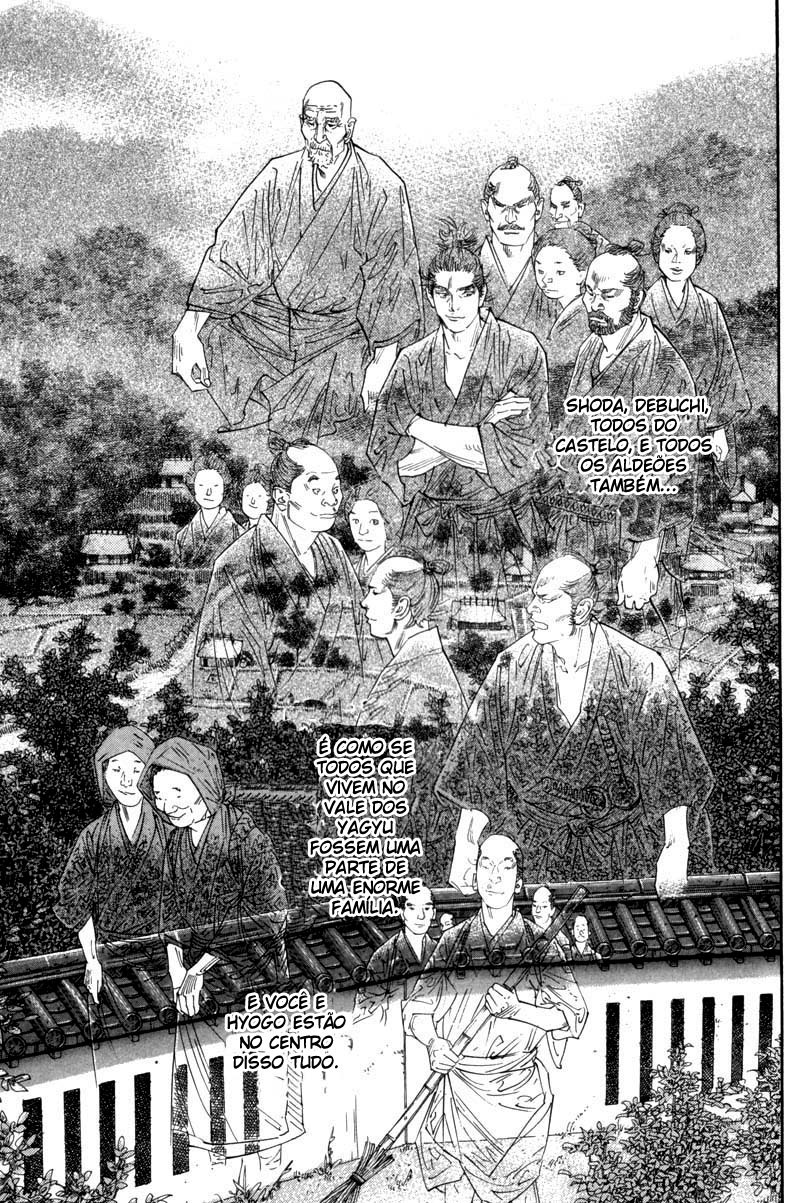 SHODA, DEBUCHI,
TODOS DO
CASTELO, E TODOS
OS ALDEÕES
TAMBÉM...
É COMO SE
TODOS QUE
VIVEM NO
VALE DOS
YAGYU
FOSSEM UMA
PARTE DE
UMA ENORME
FAMÍLIA.
E VOCÊ E
HYOGO ESTÃO
NO CENTRO
DISSO TUDO.